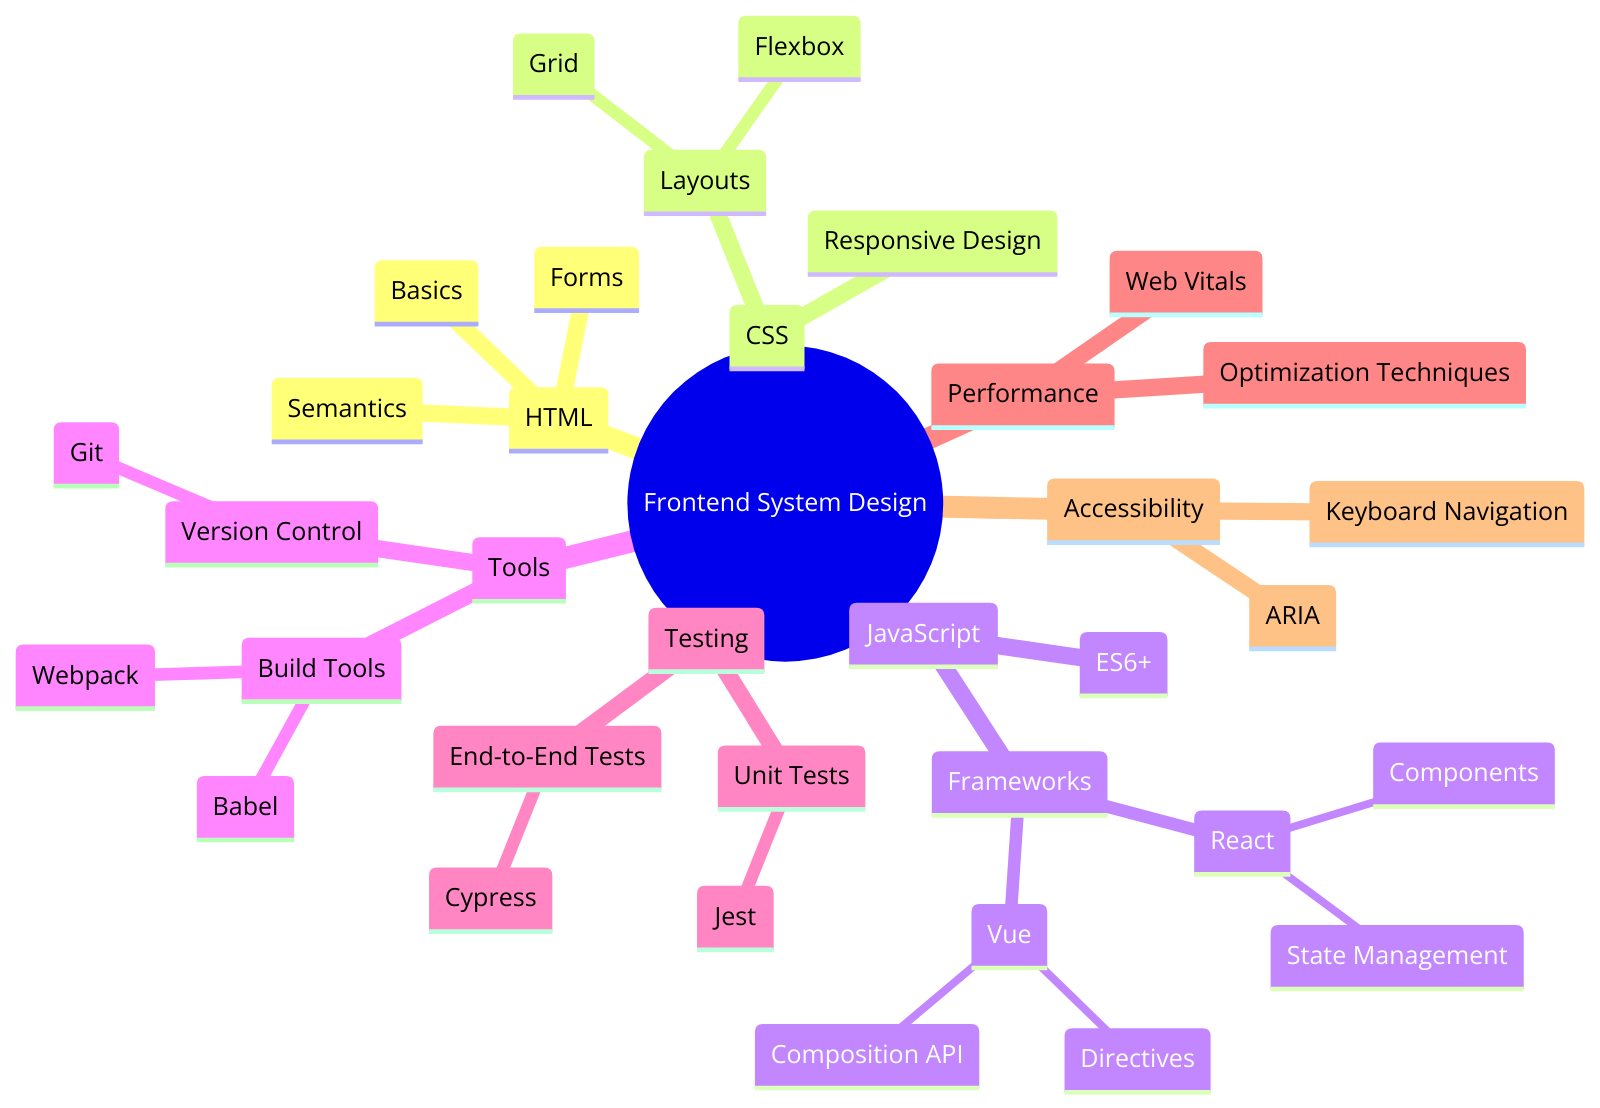 Flexbox
Grid
Layouts
Responsive Design
Forms
Basics
Web Vitals
CSS
Optimization Techniques
Performance
Semantics
HTML
Git
Frontend System Design
Accessibility
Keyboard Navigation
Version Control
Tools
ARIA
JavaScript
Testing
ES6+
Build Tools
Webpack
End-to-End Tests
Unit Tests
Components
Frameworks
Babel
React
Cypress
Jest
Vue
State Management
Composition API
Directives